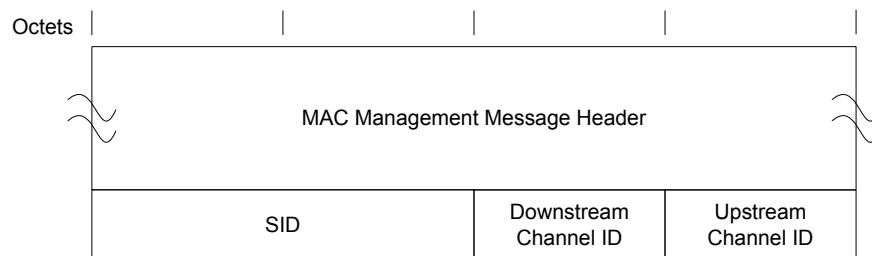 Octets
MAC Management Message Header
SID
Downstream
Channel ID
Upstream
Channel ID